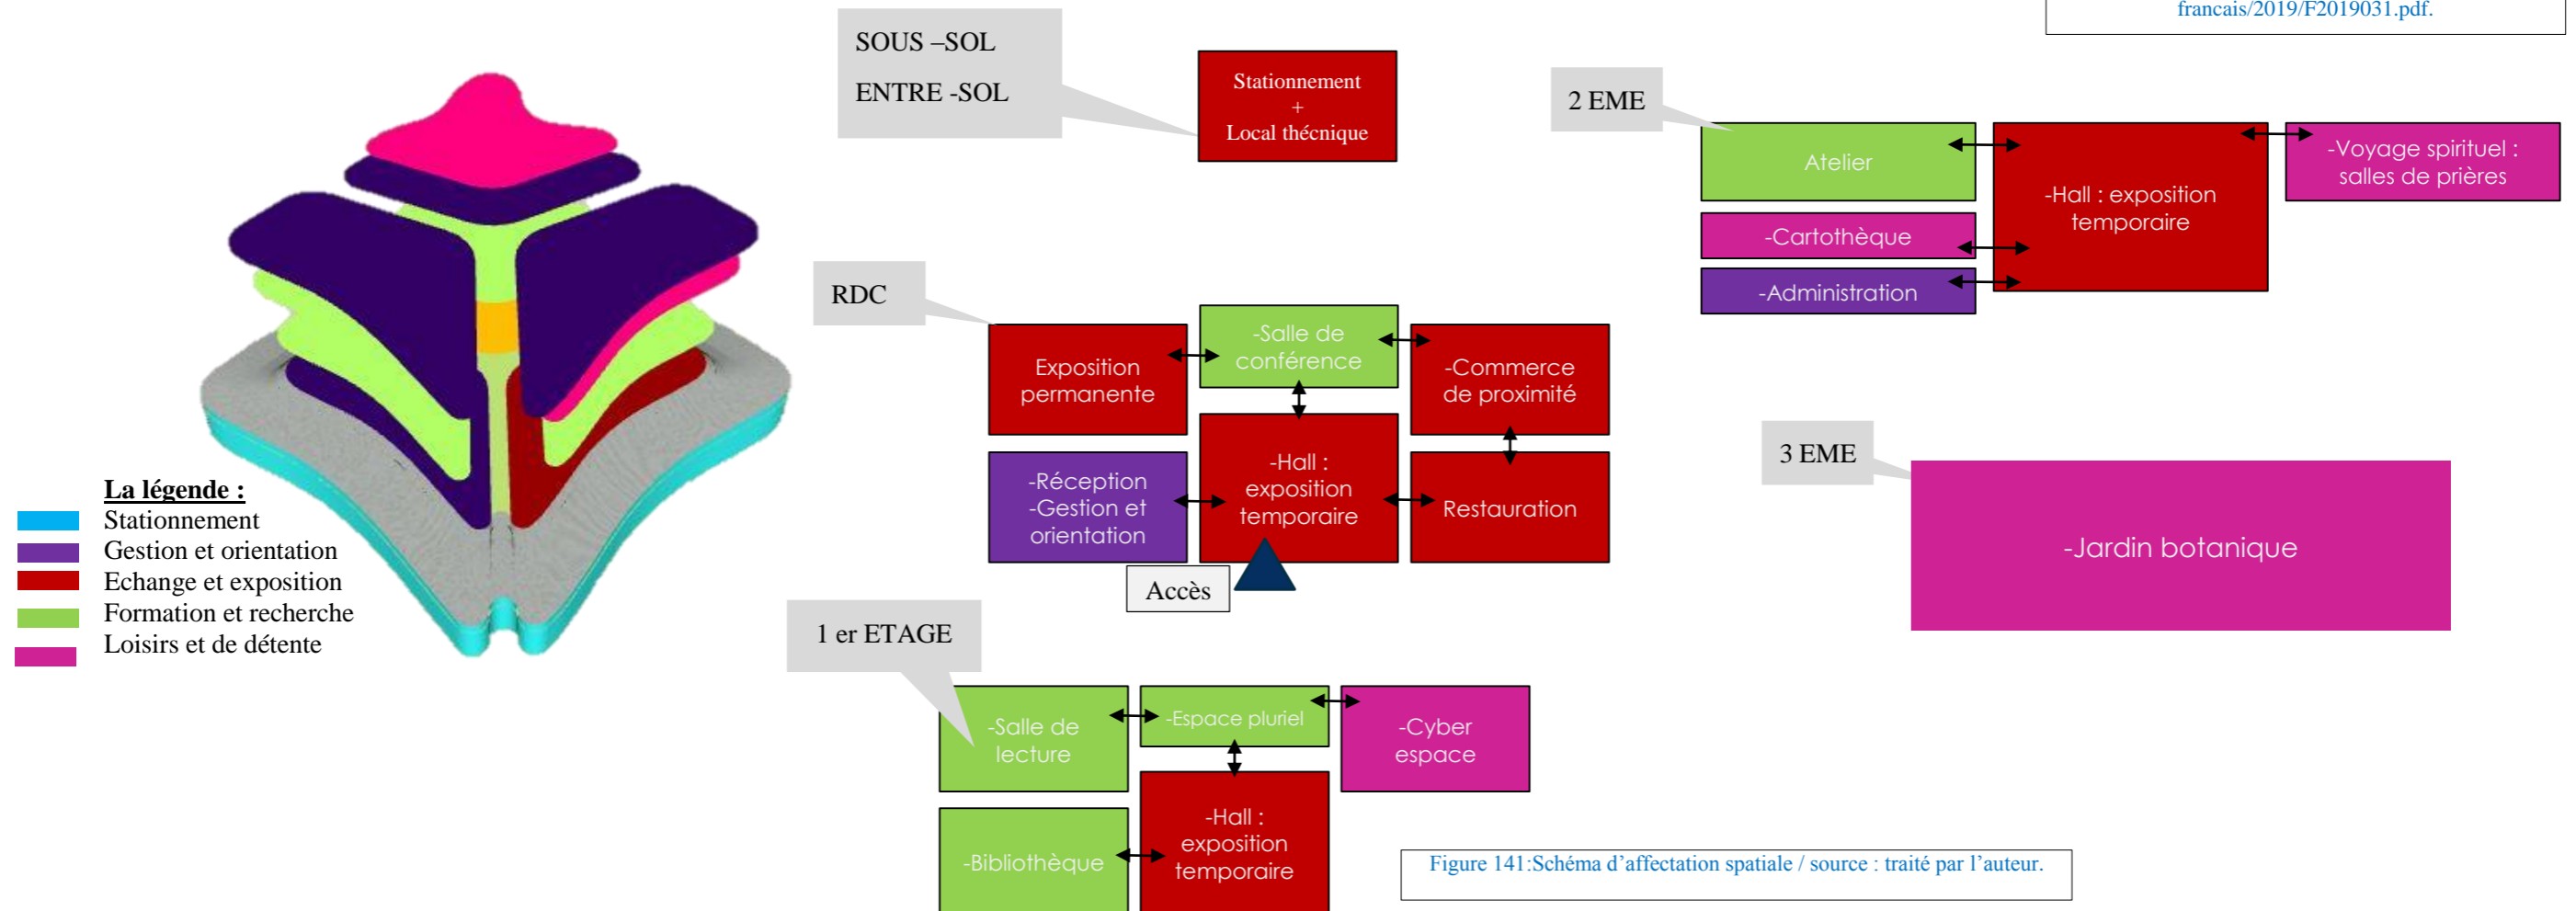 francais/2019/F2019031.pdf.
SOUS –SOL
ENTRE -SOL
Stationnement
+
Local thécnique
2 EME
Atelier
-Cartothèque
-Administration
-Hall : exposition
temporaire
-Voyage spirituel :
salles de prières
RDC
Exposition
permanente
-Salle de
conférence
-Commerce
de proximité
-Réception
-Gestion et
orientation
-Hall :
exposition
temporaire
Restauration
Accès
3 EME
-Jardin botanique
La légende :
Stationnement
Gestion et orientation
Echange et exposition
Formation et recherche
Loisirs et de détente
1 er ETAGE
-Salle de
lecture
-Espace pluriel
-Cyber
espace
-Bibliothèque
-Hall :
exposition
temporaire
Figure 141:Schéma d’affectation spatiale / source : traité par l’auteur.